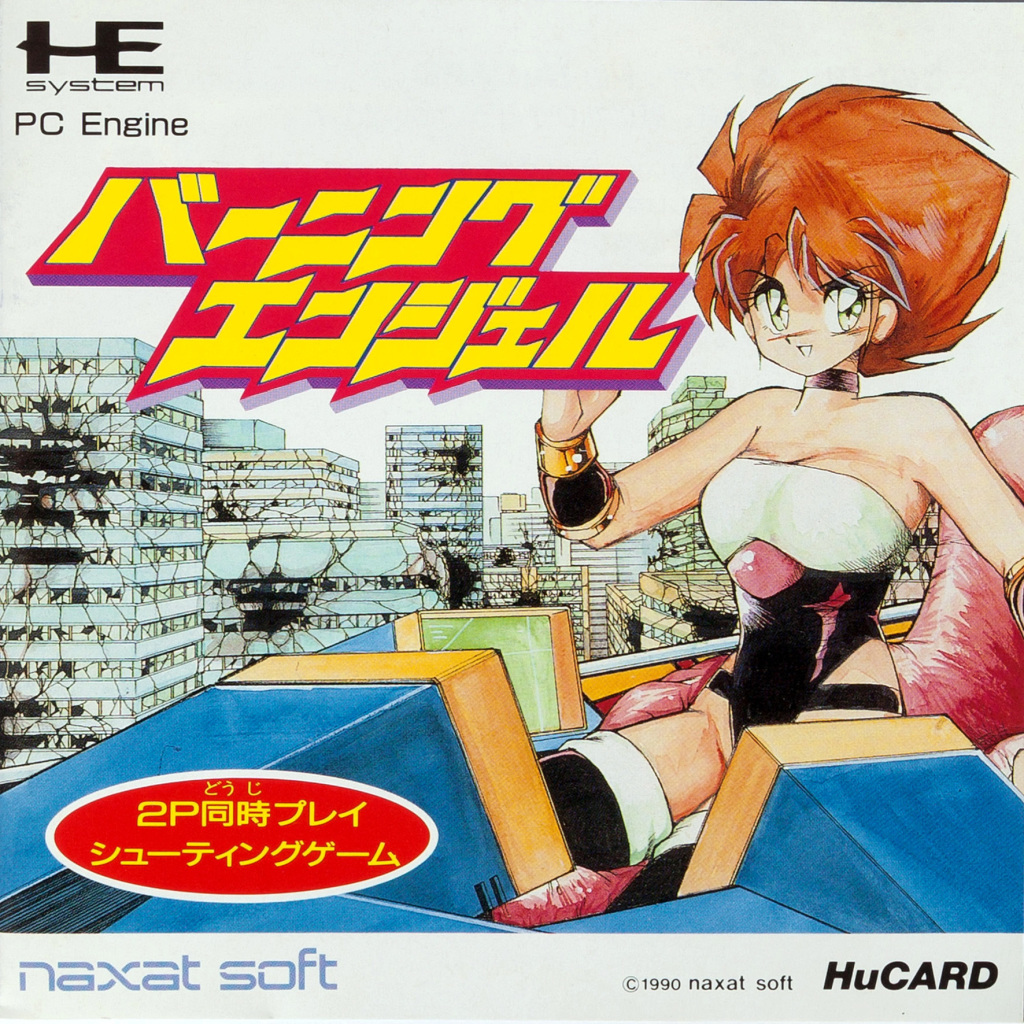 HE
system
PC Engine
バーニング
エンジェル
どうじ
2P同時プレイ
シューティングゲーム
naxat soft
©1990 naxat soft
HuCARD